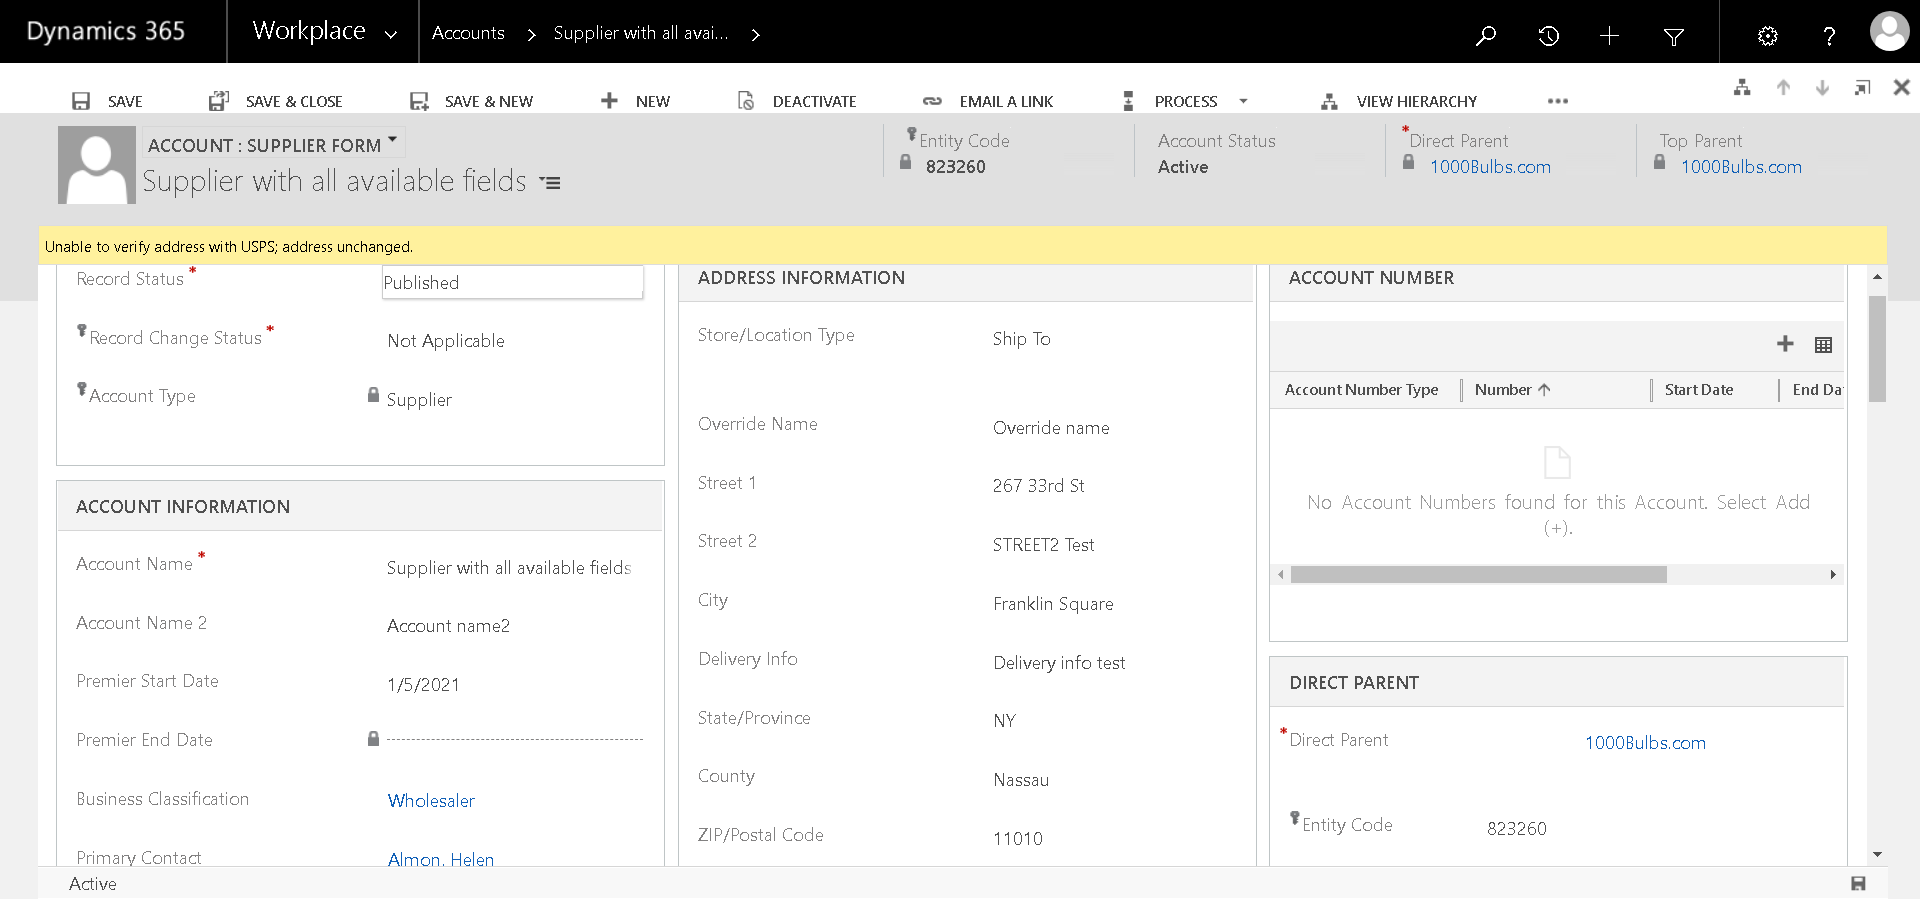 Dynamics 365
Workplace
Accounts
Supplier with all avai...
SAVE
SAVE & CLOSE
SAVE & NEW
NEW
DEACTIVATE
EMAIL A LINK
PROCESS
VIEW HIERARCHY
ACCOUNT : SUPPLIER FORM
Supplier with all available fields
Entity Code
823260
Account Status
Active
*Direct Parent
1000Bulbs.com
Top Parent
1000Bulbs.com
Unable to verify address with USPS; address unchanged.
Record Status *
Published
Record Change Status *
Not Applicable
Account Type
Supplier
ACCOUNT INFORMATION
Account Name *
Supplier with all available fields
Account Name 2
Account name2
Premier Start Date
1/5/2021
Premier End Date
Business Classification
Wholesaler
Primary Contact
Almon, Helen
ADDRESS INFORMATION
Store/Location Type
Ship To
Override Name
Override name
Street 1
267 33rd St
Street 2
STREET2 Test
City
Franklin Square
Delivery Info
Delivery info test
State/Province
NY
County
Nassau
ZIP/Postal Code
11010
ACCOUNT NUMBER
Account Number Type
Number
Start Date
End Da
No Account Numbers found for this Account. Select Add
(+).
DIRECT PARENT
*Direct Parent
1000Bulbs.com
Entity Code
823260
Active